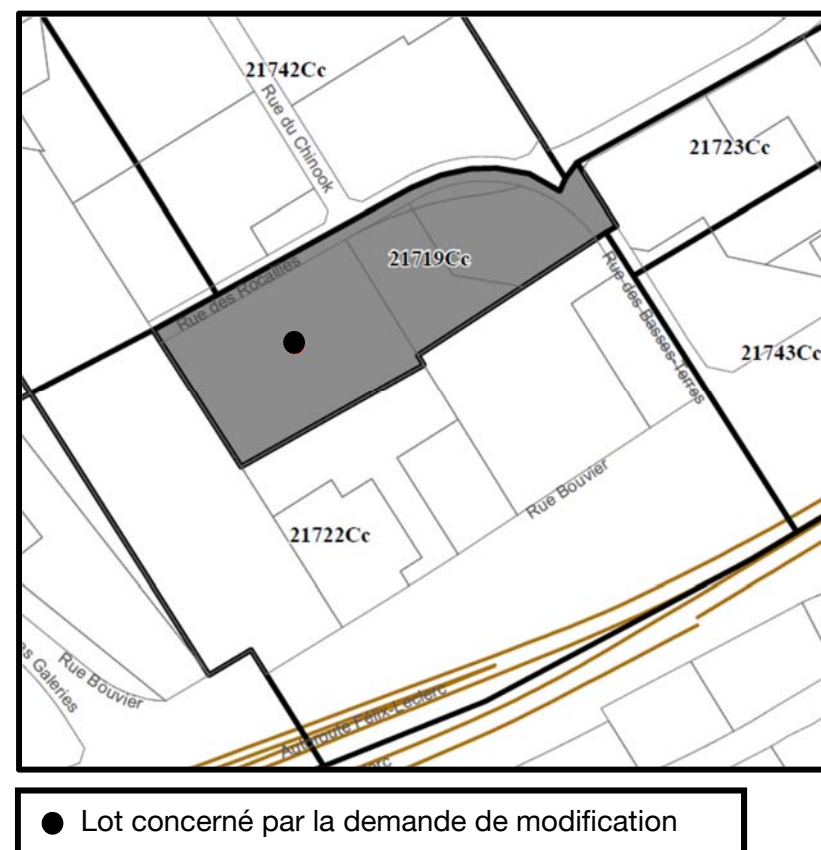 21742Cc
Rue du Chinook
21723Cc
21719Cc
Rue des Rocailles
Rue des Basses-Terres
21743Cc
Rue Bouvier
21722Cc
Rue Bouvier
Galeries
Autoroute Félix-Leclerc
● Lot concerné par la demande de modification